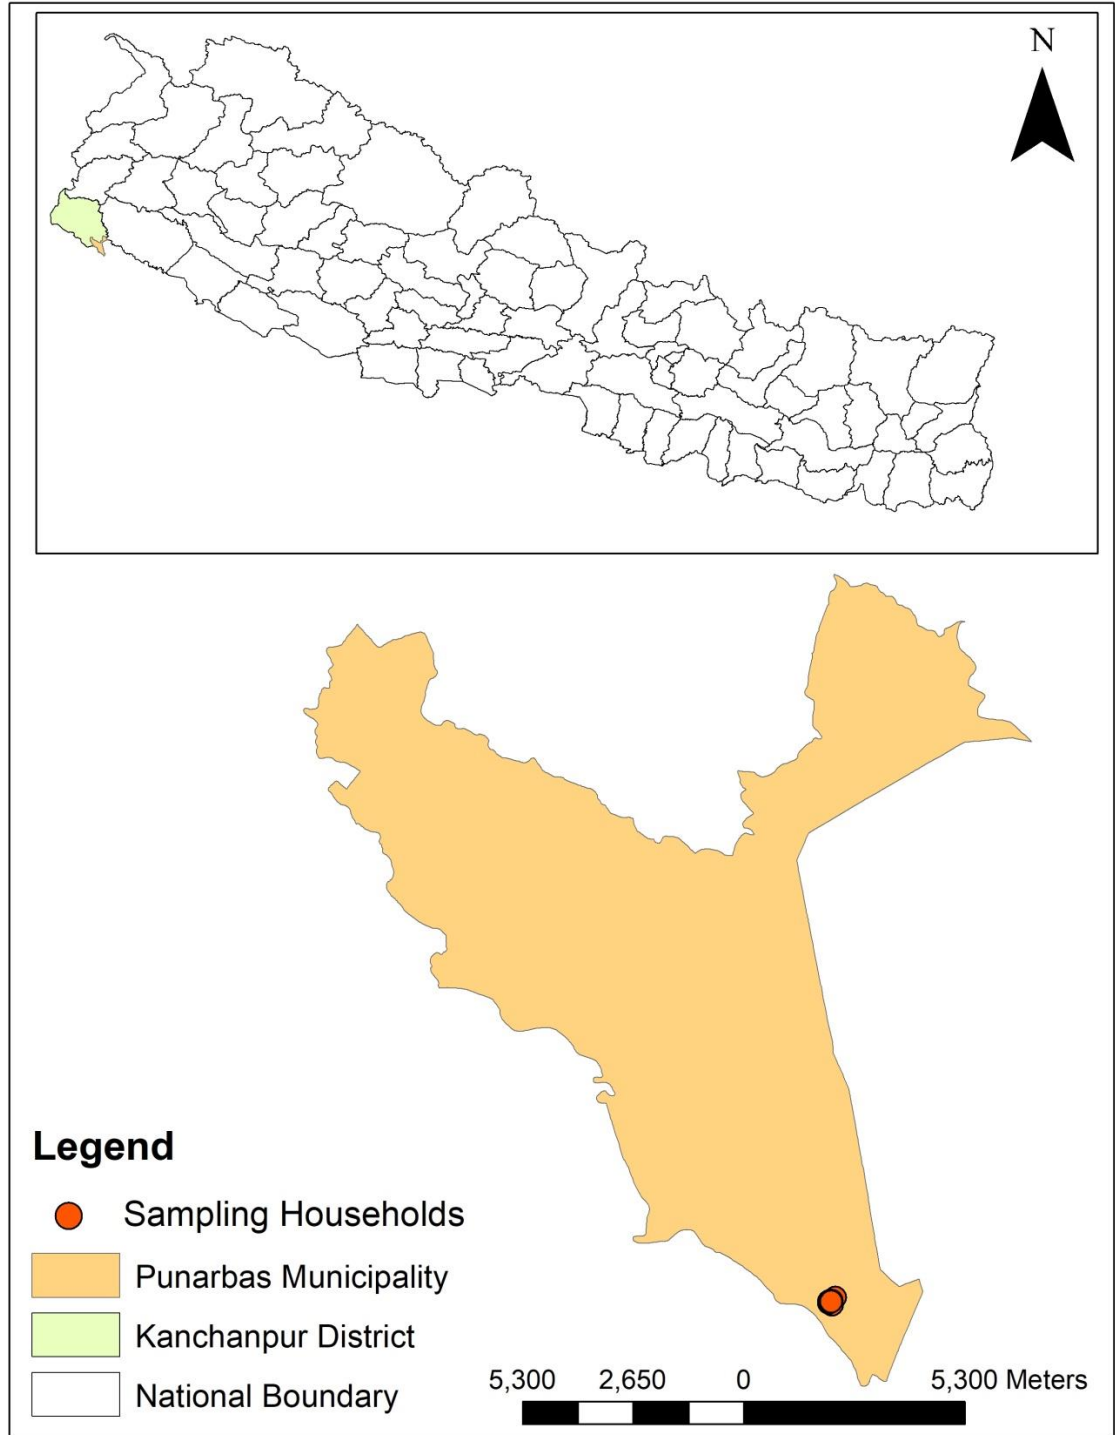 N
Legend
Sampling Households
Punarbas Municipality
Kanchanpur District
National Boundary
5,300 2,650 0 5,300 Meters